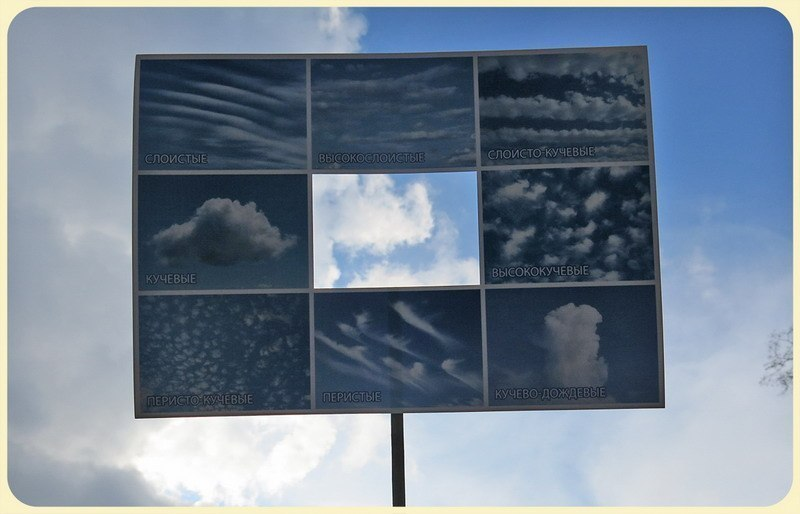 СЛОИСТЫЕ
ВЫСОКОСЛОИСТЫЕ
СЛОИСТО-КУЧЕВЫЕ
КУЧЕВЫЕ
ВЫСОКОКУЧЕВЫЕ
ПЕРИСТО-КУЧЕВЫЕ
ПЕРИСТЫЕ
КУЧЕВО-ДОЖДЕВЫЕ